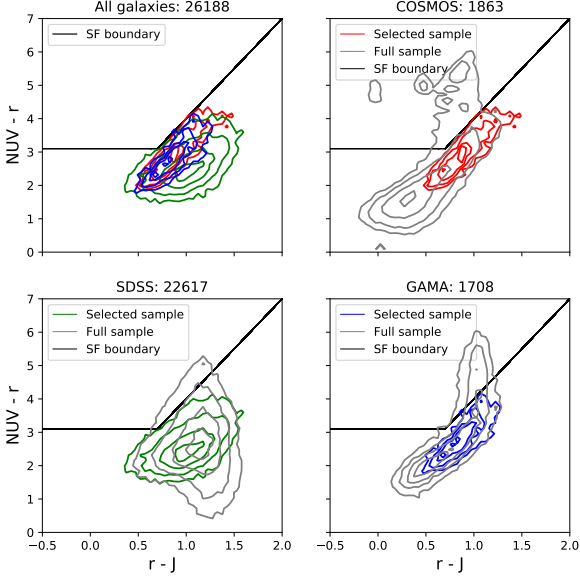 All galaxies: 26188
COSMOS: 1863
7
6
5
4
3
2
1
0
NUV - r
SF boundary
Selected sample
Full sample
SF boundary
SDSS: 22617
GAMA: 1708
7
6
5
4
3
2
1
0
NUV - r
Selected sample
Full sample
SF boundary
Selected sample
Full sample
SF boundary
−0.5 0.0 0.5 1.0 1.5 2.0
−0.5 0.0 0.5 1.0 1.5 2.0
r - J
r - J